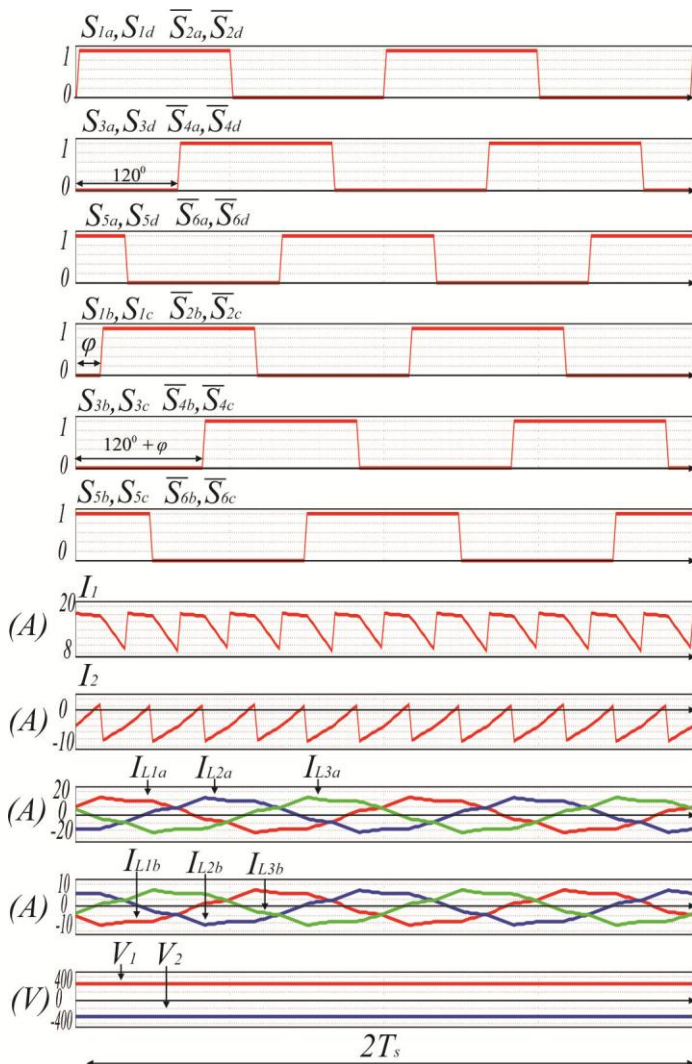 S1a, S1d S̅2a, S̅2d
1
0
S3a, S3d S̅4a, S̅4d
1
0
120⁰
S5a, S5d S̅6a, S̅6d
1
0
S1b, S1c S̅2b, S̅2c
1
0
φ
S3b, S3c S̅4b, S̅4c
1
0
120⁰ + φ
S5b, S5c S̅6b, S̅6c
1
0
I1
20
(A)
8
I2
(A)
0
-10
IL1a IL2a IL3a
20
(A)
0
-20
IL1b IL2b IL3b
10
(A)
0
-10
V1 V2
400
(V)
0
-400
2Ts